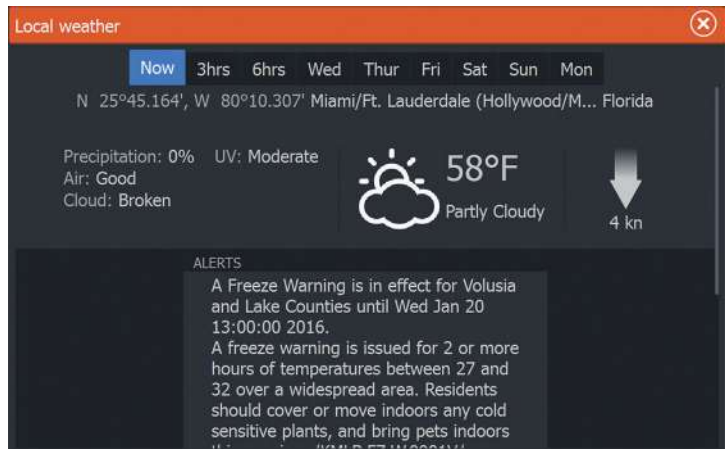 Local weather
Now 3hrs 6hrs Wed Thur Fri Sat Sun Mon
N 25°45.164', W 80°10.307' Miami/Ft. Lauderdale (Hollywood/M... Florida
Precipitation: 0% UV: Moderate
Air: Good
Cloud: Broken
58°F
Partly Cloudy
4 kn
ALERTS
A Freeze Warning is in effect for Volusia
and Lake Counties until Wed Jan 20
13:00:00 2016.
A freeze warning is issued for 2 or more
hours of temperatures between 27 and
32 over a widespread area. Residents
should cover or move indoors any cold
sensitive plants, and bring pets indoors